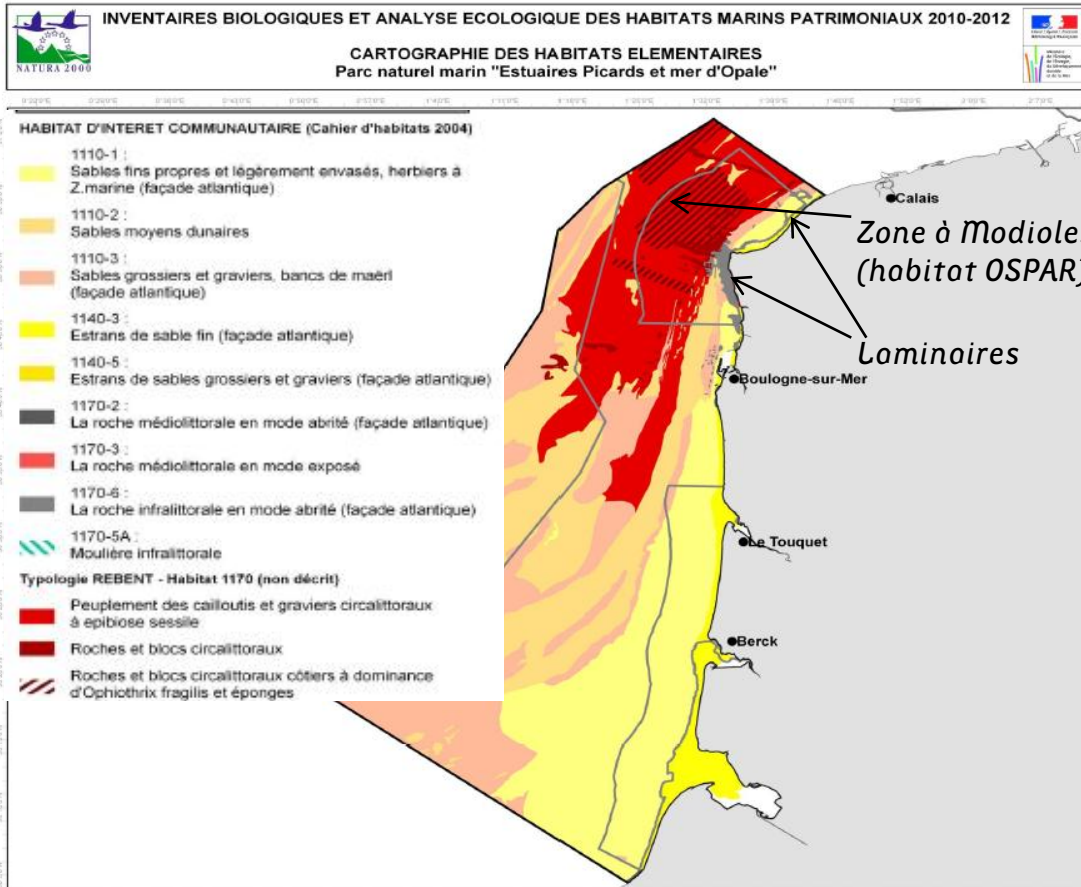 INVENTAIRES BIOLOGIQUES ET ANALYSE ECOLOGIQUE DES HABITATS MARINS PATRIMONIAUX 2010-2012
CARTOGRAPHIE DES HABITATS ELEMENTAIRES
Parc naturel marin "Estuaires Picards et mer d'Opale"
NATURA 2000
HABITAT D'INTERET COMMUNAUTAIRE (Cahier d'habitats 2004)
1110-1 :
Sables fins propres et légèrement envasés, herbiers à
Z.marine (façade atlantique)
1110-2 :
Sables moyens dunaires
1110-3 :
Sables grossiers et graviers, bancs de maërl
(façade atlantique)
1140-3 :
Estrans de sable fin (façade atlantique)
1140-5 :
Estrans de sables grossiers et graviers (façade atlantique)
1170-2 :
La roche médiolittorale en mode abrité (façade atlantique)
1170-3 :
La roche médiolittorale en mode exposé
1170-6 :
La roche infralittorale en mode abrité (façade atlantique)
1170-5A :
Moulière infralittorale
Typologie REBENT - Habitat 1170 (non décrit)
Peuplement des cailloutis et graviers circalittoraux
à epibiose sessile
Roches et blocs circalittoraux
Roches et blocs circalittoraux côtiers à dominance
d'Ophiothrix fragilis et éponges
Calais
Zone à Modiole
(habitat OSPAR)
Laminaires
Boulogne-sur-Mer
Le Touquet
Berck